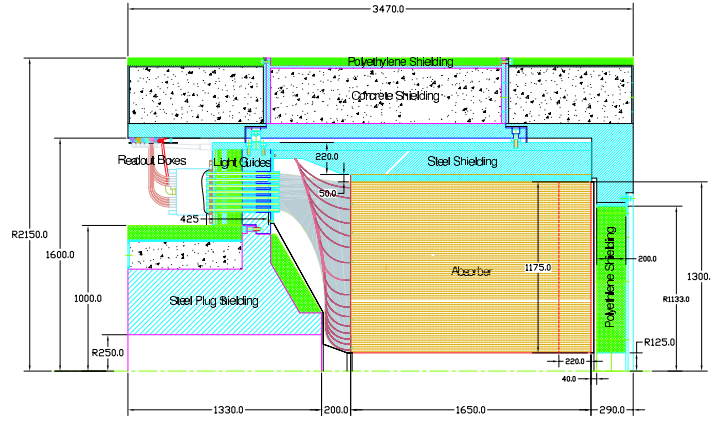 3470.0
Polyethylene Shielding
Concrete Shielding
Readout Boxes
Light Guides
220.0
Steel Shielding
50.0
425
R2150.0
1600.0
1000.0
1175.0
Absorber
Polyethilene Shielding
200.0
1300.
R1133.0
Steel Plug Shielding
R250.0
R125.0
220.0
40.0
1330.0
200.0
1650.0
290.0